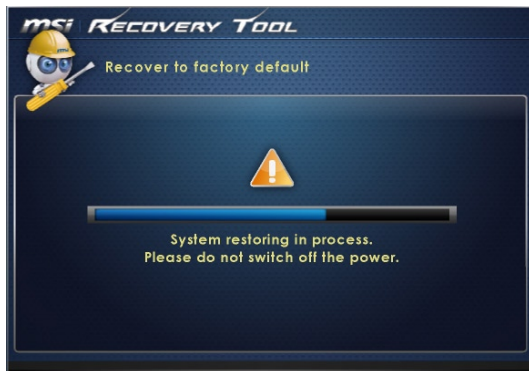 msi RECOVERY TOOL
Recover to factory default
System restoring in process.
Please do not switch off the power.